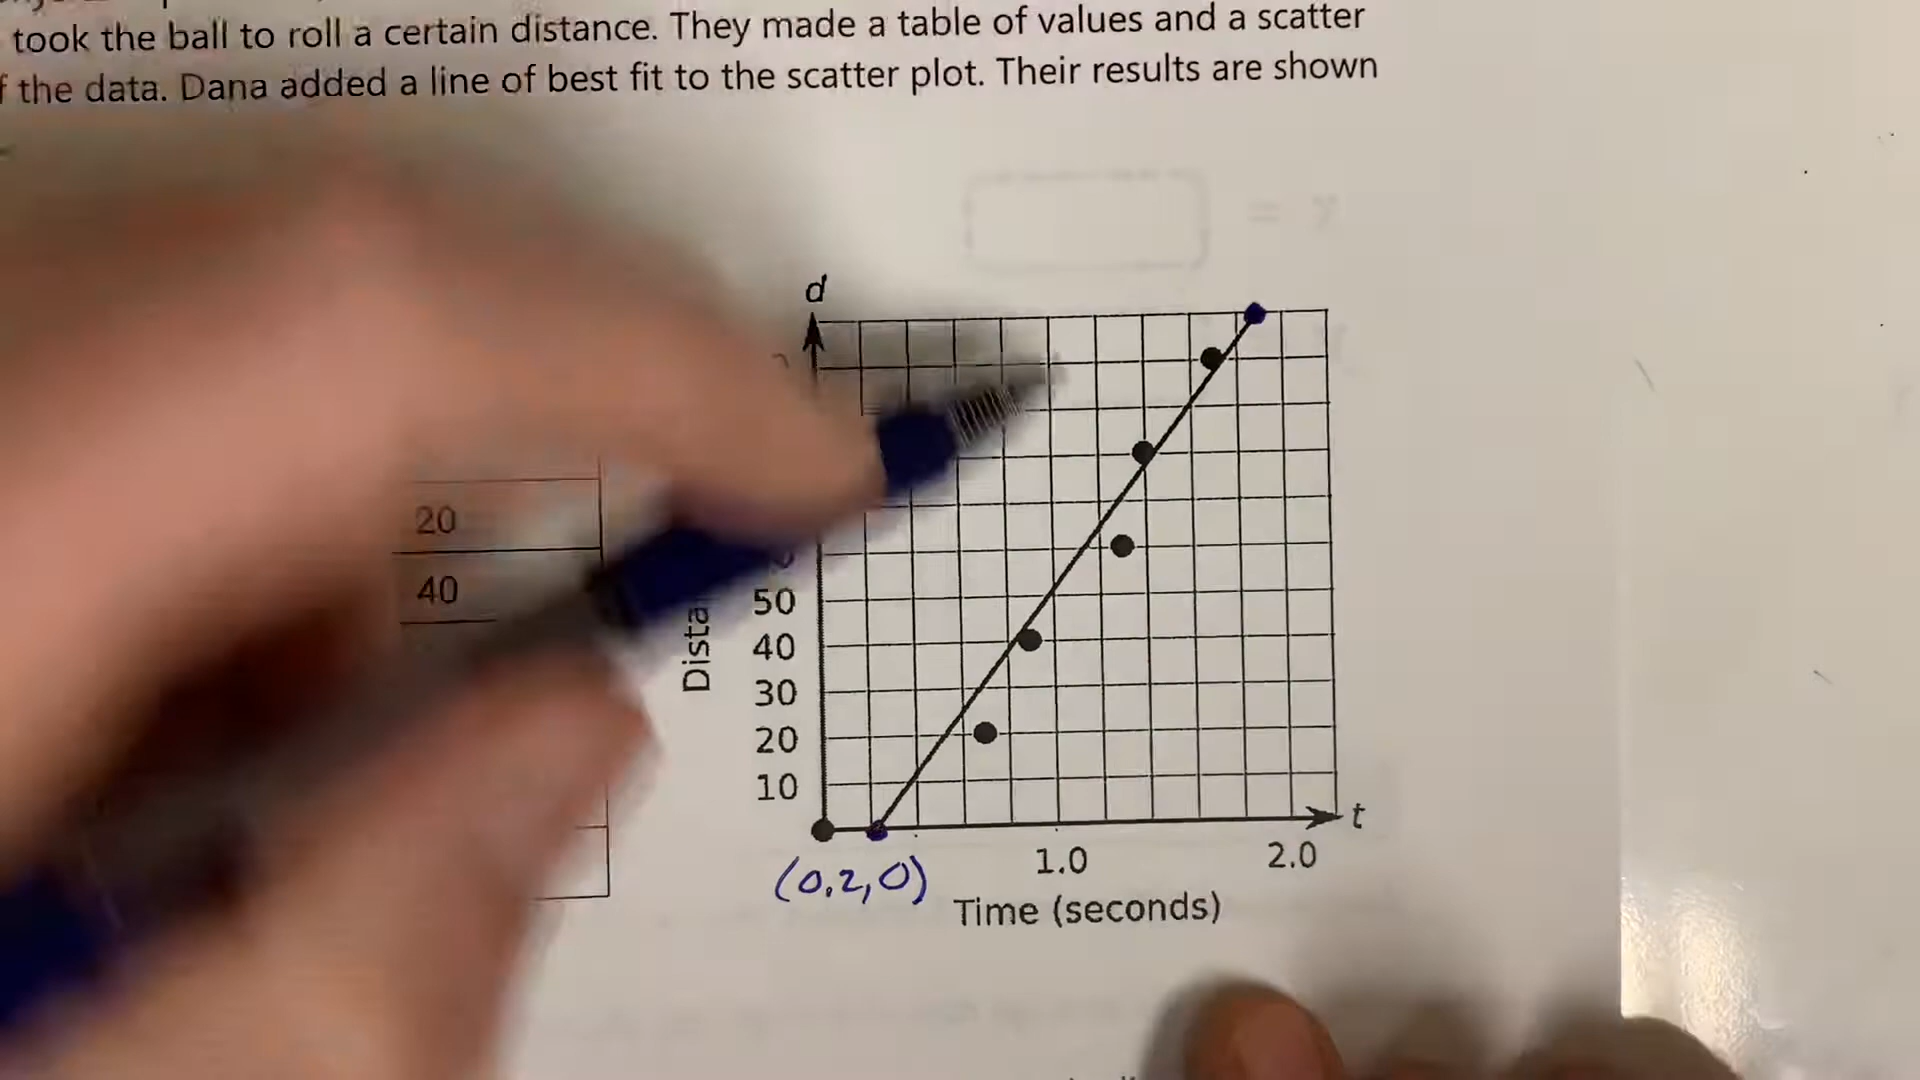 took the ball to roll a certain distance. They made a table of values and a scatter
the data. Dana added a line of best fit to the scatter plot. Their results are shown
d
20
40
50
40
30
20
10
t
1.0
2.0
(0.2,0)
Time (seconds)